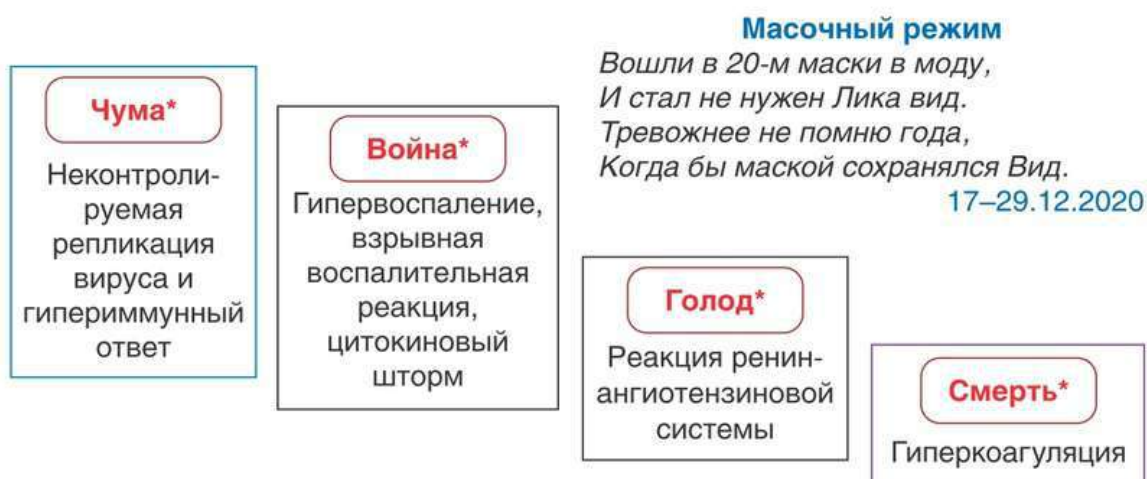 Масочный режим
Вошли в 20-м маски в моду,
И стал не нужен Лика вид.
Тревожнее не помню года,
Когда бы маской сохранялся Вид.
17–29.12.2020
Чума*
Неконтроли-
руемая
репликация
вируса и
гипериммунный
ответ
Война*
Гипервоспаление,
взрывная
воспалительная
реакция,
цитокиновый
шторм
Голод*
Реакция ренин-
ангиотензиновой
системы
Смерть*
Гиперкоагуляция